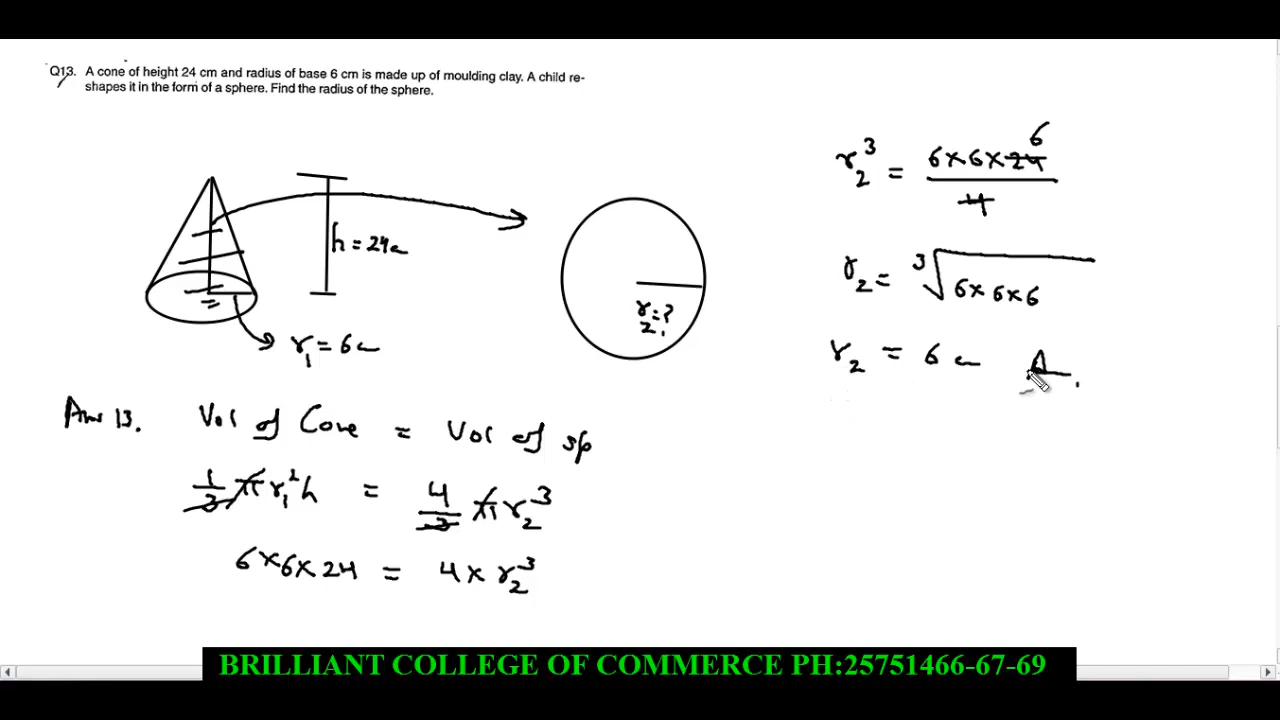 Q13. A cone of height 24 cm and radius of base 6 cm is made up of moulding clay. A child re-
shapes it in the form of a sphere. Find the radius of the sphere.
h = 24c
r₁ = 6c
r₂ = ?
Ans 13. Vol of Cone = Vol of sp
1/3 πr₁²h = 4/3 πr₂³
6×6×24 = 4× r₂³
r₂³ = 6×6×24/4
6
r₂ = ³√6×6×6
r₂ = 6 c A
BRILLIANT COLLEGE OF COMMERCE PH:25751466-67-69